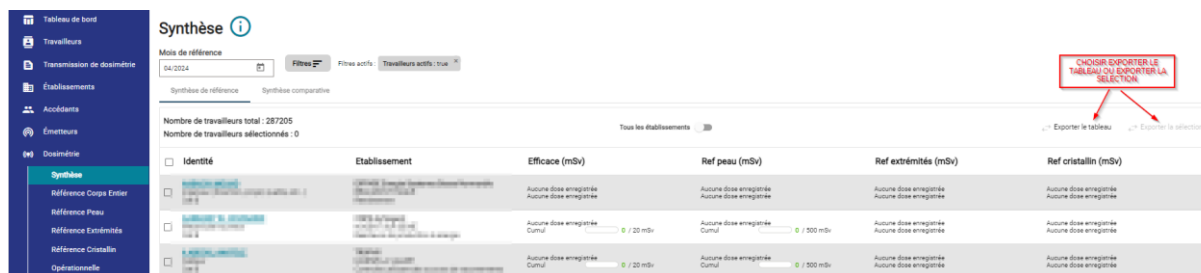 Tableau de bord
Travailleurs
Transmission de dosimétrie
Établissements
Accédants
Émetteurs
Dosimétrie
Synthèse
Référence Corps Entier
Référence Peau
Référence Extrémités
Référence Cristallin
Opérationnelle
Synthèse
Mois de référence
04/2024
Filtres
Filtres actifs : Travailleurs actifs : true ×
Synthèse de référence Synthèse comparative
CHOISIR EXPORTER LE
TABLEAU OU EXPORTER LA
SELECTION
Nombre de travailleurs total : 287205
Nombre de travailleurs sélectionnés : 0
Tous les établissements
Exporter le tableau Exporter la sélection
Identité Etablissement Efficace (mSv) Ref peau (mSv) Ref extrémités (mSv) Ref cristallin (mSv)
Aucune dose enregistrée Aucune dose enregistrée Aucune dose enregistrée Aucune dose enregistrée
Aucune dose enregistrée Aucune dose enregistrée Aucune dose enregistrée Aucune dose enregistrée
Aucune dose enregistrée Aucune dose enregistrée Aucune dose enregistrée Aucune dose enregistrée
Cumul 0 / 20 mSv Cumul 0 / 500 mSv Aucune dose enregistrée Aucune dose enregistrée
Aucune dose enregistrée Aucune dose enregistrée Aucune dose enregistrée Aucune dose enregistrée
Cumul 0 / 20 mSv Cumul 0 / 500 mSv Aucune dose enregistrée Aucune dose enregistrée